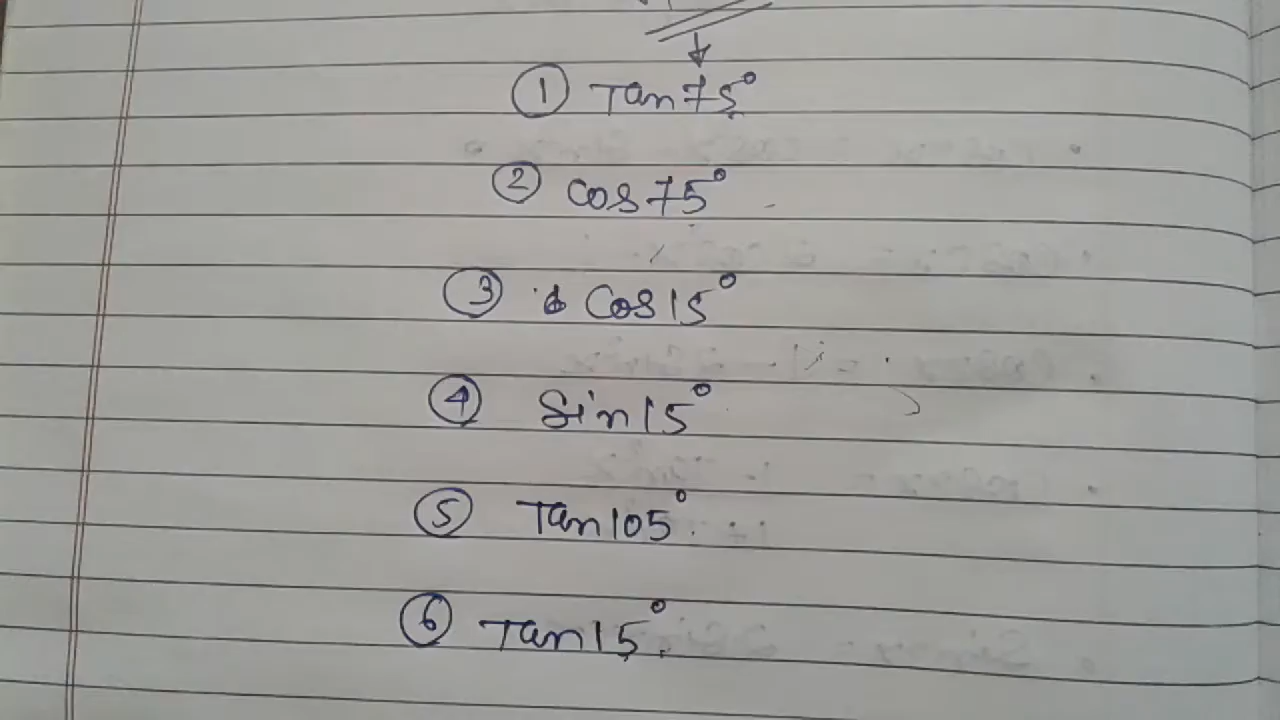 ① Tan75°
② cos75°
③ Cos15°
④ Sin15°
⑤ Tan105°.
⑥ Tan15°.